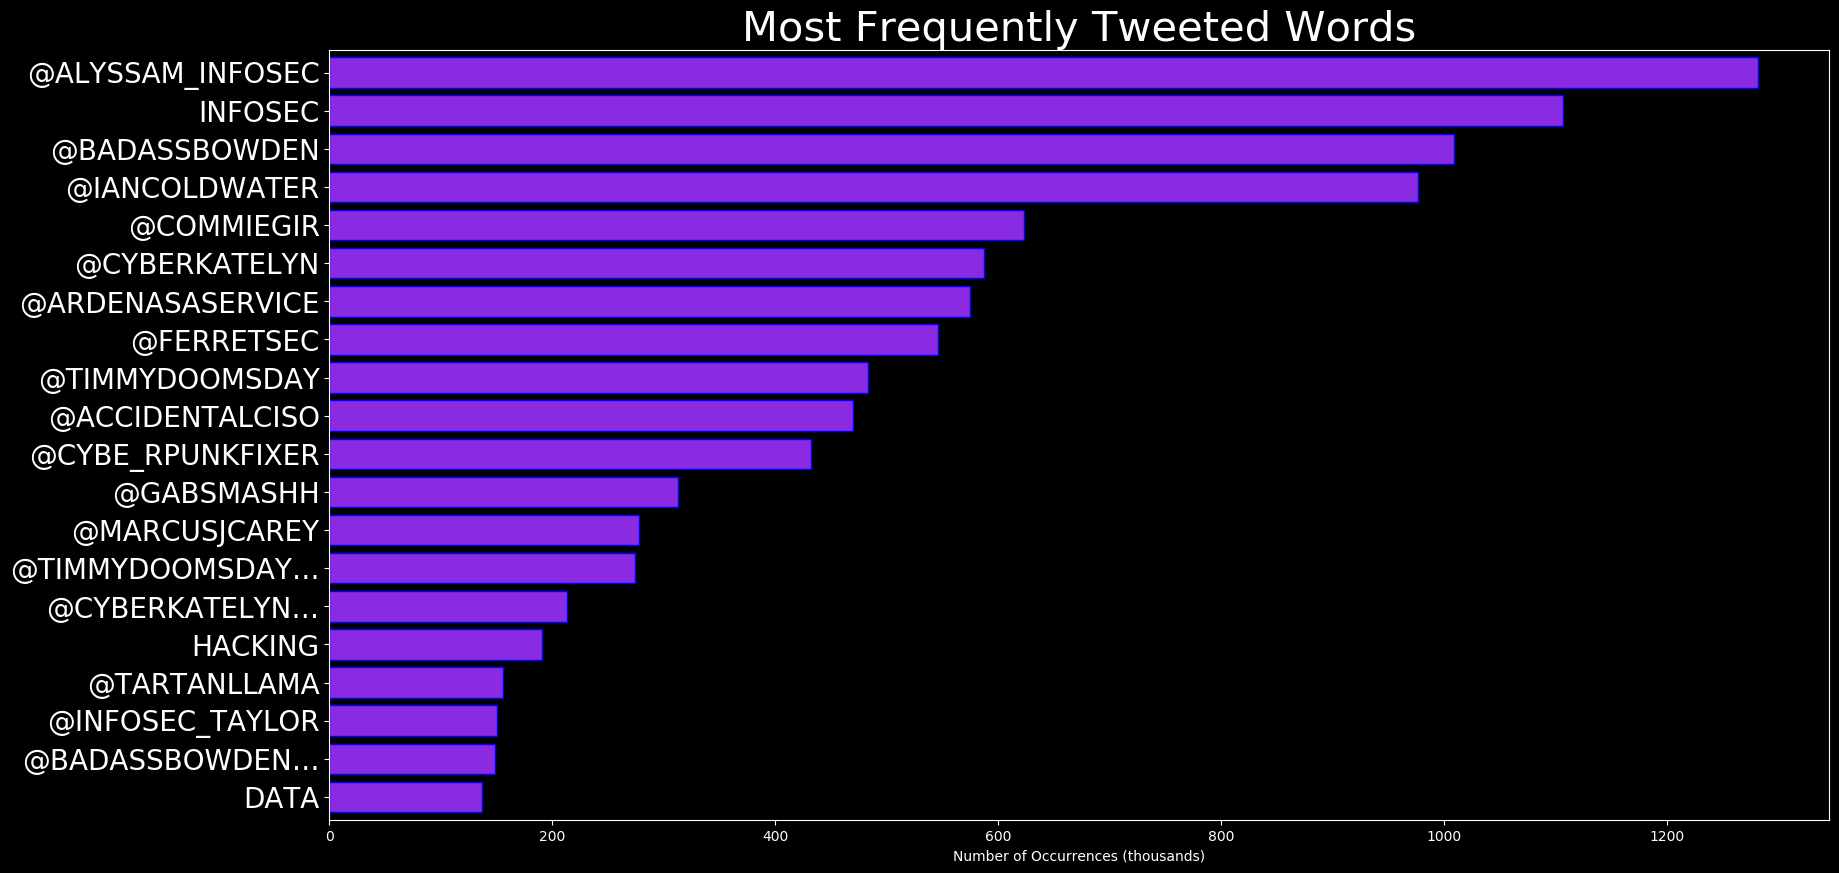 Most Frequently Tweeted Words
@ALYSSAM_INFOSEC
INFOSEC
@BADASSBOWDEN
@IANCOLDWATER
@COMMIEGIR
@CYBERKATELYN
@ARDENASASERVICE
@FERRETSEC
@TIMMYDOOMSDAY
@ACCIDENTALCISO
@CYBE_RPUNKFIXER
@GABSMASHH
@MARCUSJCAREY
@TIMMYDOOMSDAY…
@CYBERKATELYN…
HACKING
@TARTANLLAMA
@INFOSEC_TAYLOR
@BADASSBOWDEN…
DATA
0 200 400 600 800 1000 1200
Number of Occurrences (thousands)